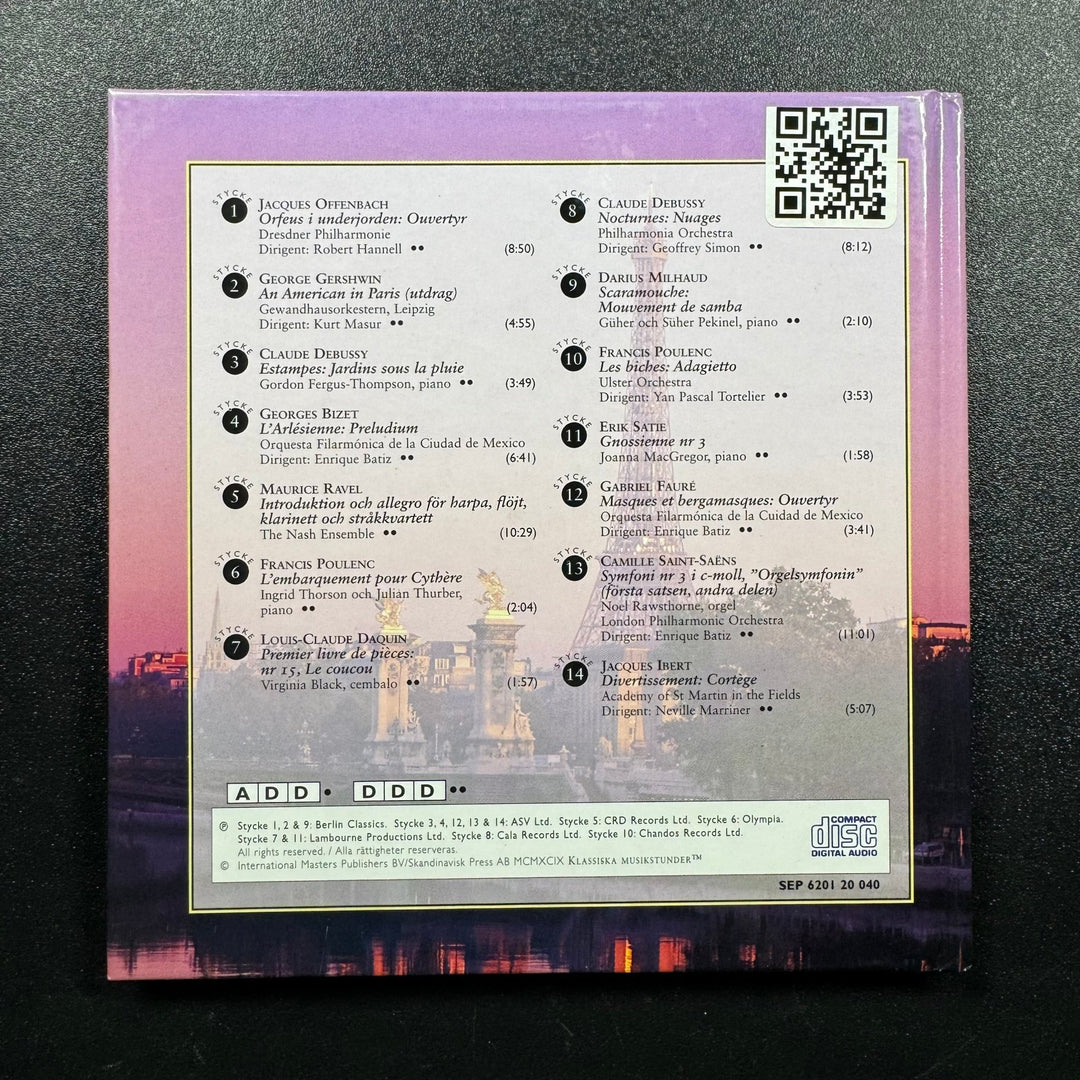 STYCKE
1
JACQUES OFFENBACH
Orfeus i underjorden: Ouvertyr
Dresdner Philharmonie
Dirigent: Robert Hannell •• (8:50)
STYCKE
2
GEORGE GERSHWIN
An American in Paris (utdrag)
Gewandhausorkestern, Leipzig
Dirigent: Kurt Masur •• (4:55)
STYCKE
3
CLAUDE DEBUSSY
Estampes: Jardins sous la pluie
Gordon Fergus-Thompson, piano •• (3:49)
STYCKE
4
GEORGES BIZET
L'Arlésienne: Preludium
Orquesta Filarmónica de la Ciudad de Mexico
Dirigent: Enrique Batiz •• (6:41)
STYCKE
5
MAURICE RAVEL
Introduktion och allegro för harpa, flöjt,
klarinett och stråkkvartett
The Nash Ensemble •• (10:29)
STYCKE
6
FRANCIS POULENC
L'embarquement pour Cythère
Ingrid Thorson och Julian Thurber,
piano •• (2:04)
STYCKE
7
LOUIS-CLAUDE DAQUIN
Premier livre de pièces:
nr 15, Le coucou
Virginia Black, cembalo •• (1:57)
STYCKE
8
CLAUDE DEBUSSY
Nocturnes: Nuages
Philharmonia Orchestra
Dirigent: Geoffrey Simon •• (8:12)
STYCKE
9
DARIUS MILHAUD
Scaramouche:
Mouvement de samba
Güher och Süher Pekinel, piano •• (2:10)
STYCKE
10
FRANCIS POULENC
Les biches: Adagietto
Ulster Orchestra
Dirigent: Yan Pascal Tortelier •• (3:53)
STYCKE
11
ERIK SATIE
Gnossienne nr 3
Joanna MacGregor, piano •• (1:58)
STYCKE
12
GABRIEL FAURÉ
Masques et bergamasques: Ouvertyr
Orquesta Filarmónica de la Cuidad de Mexico
Dirigent: Enrique Batiz •• (3:41)
STYCKE
13
CAMILLE SAINT-SAËNS
Symfoni nr 3 i c-moll, ”Orgelsymfonin”
(första satsen, andra delen)
Noel Rawsthorne, orgel
London Philharmonic Orchestra
Dirigent: Enrique Batiz •• (11:01)
STYCKE
14
JACQUES IBERT
Divertissement: Cortège
Academy of St Martin in the Fields
Dirigent: Neville Marriner •• (5:07)
ADD • DDD ••
℗ Stycke 1, 2 & 9: Berlin Classics. Stycke 3, 4, 12, 13 & 14: ASV Ltd. Stycke 5: CRD Records Ltd. Stycke 6: Olympia.
Stycke 7 & 11: Lambourne Productions Ltd. Stycke 8: Cala Records Ltd. Stycke 10: Chandos Records Ltd.
All rights reserved. / Alla rättigheter reserveras.
© International Masters Publishers BV/Skandinavisk Press AB MCMXCIX KLASSISKA MUSIKSTUNDER™
COMPACT
disc
DIGITAL AUDIO
SEP 6201 20 040